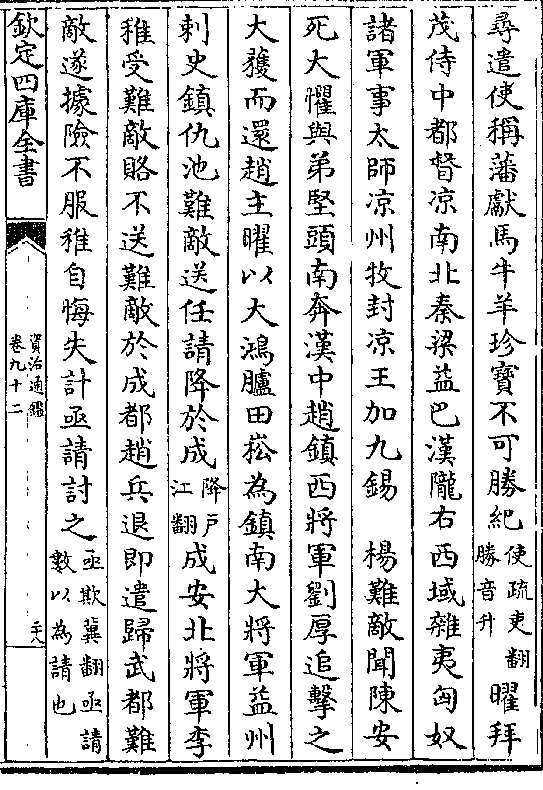 尋遣使稱藩獻馬牛羊珍寶不可勝紀使疏吏翻勝音升曜拜
茂侍中都督凉南北秦梁益巴漢隴右西域雜夷匈奴
諸軍事太師凉州牧封凉王加九錫　楊難敵聞陳安
死大懼與弟堅頭南奔漢中趙鎮西將軍劉厚追擊之
大獲而還趙主曜以大鴻臚田崧為鎮南大將軍益州
刺史鎮仇池難敵送任請降於成降戶江翻成安北將軍李
稚受難敵賂不送難敵於成都趙兵退即遣歸武都難
敵遂據險不服稚自悔失計亟請討之亟欺冀翻亟請數以為請也
欽定四庫全書
資治通鑑
卷九十二
二十八